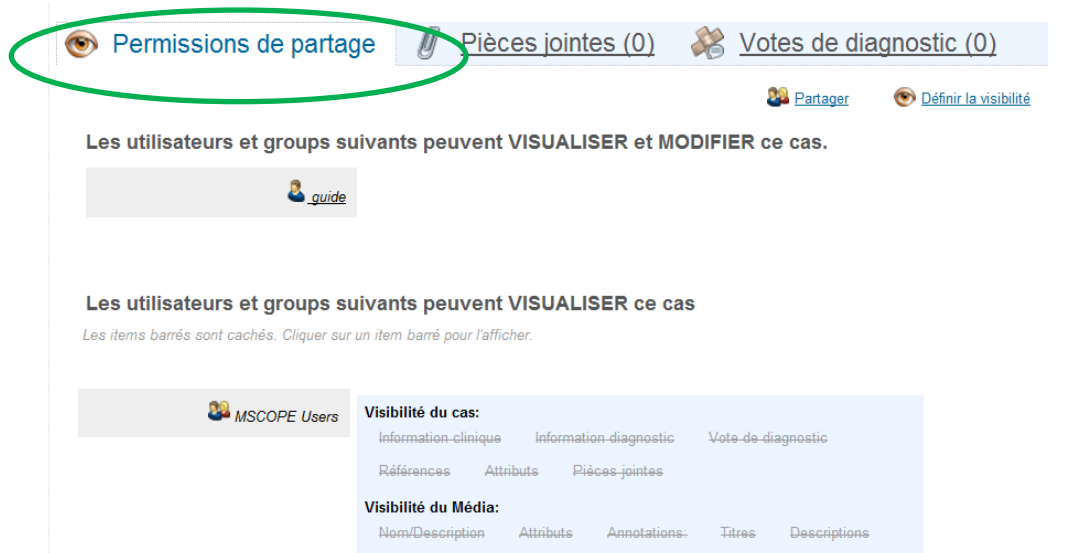 Permissions de partage Pièces jointes (0) Votes de diagnostic (0)
Partager Définir la visibilité
Les utilisateurs et groups suivants peuvent VISUALISER et MODIFIER ce cas.
guide
Les utilisateurs et groups suivants peuvent VISUALISER ce cas
Les items barrés sont cachés. Cliquer sur un item barré pour l'afficher.
MSCOPE Users Visibilité du cas:
Information clinique Information diagnostic Vote de diagnostic
Références Attributs Pièces jointes
Visibilité du Média:
Nom/Description Attributs Annotations: Titres Descriptions